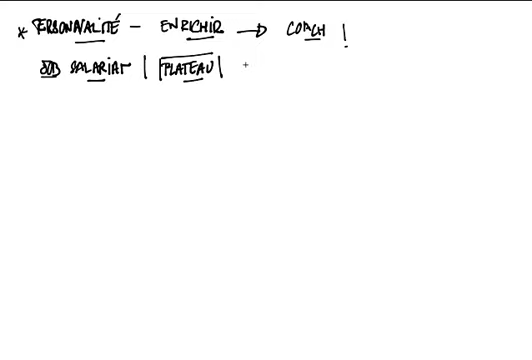 * PERSONNALITÉ – ENRICHIR → COACH !
SALARIAT | PLATEAU |